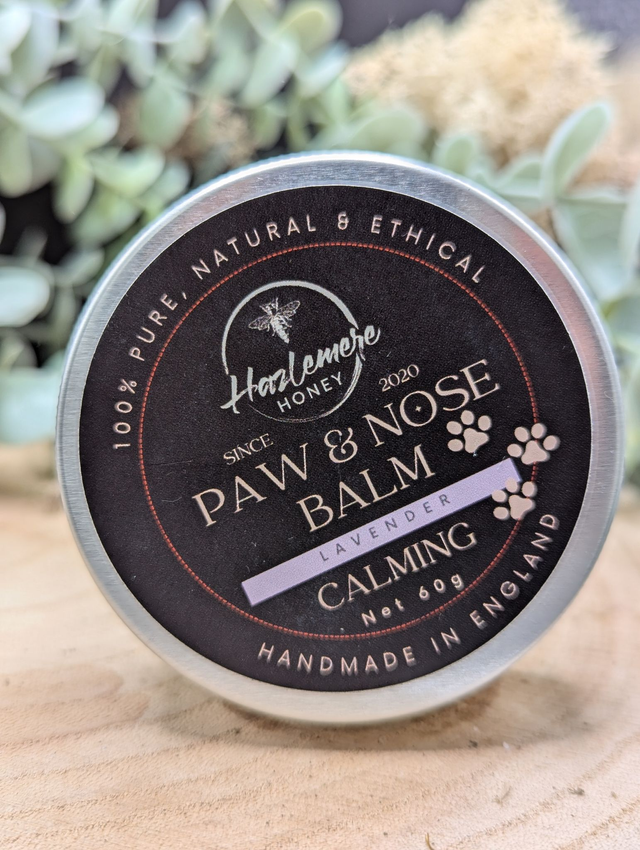 100% PURE, NATURAL & ETHICAL
Hazlemere
HONEY
SINCE 2020
PAW & NOSE
BALM
LAVENDER
CALMING
Net 60g
HANDMADE IN ENGLAND